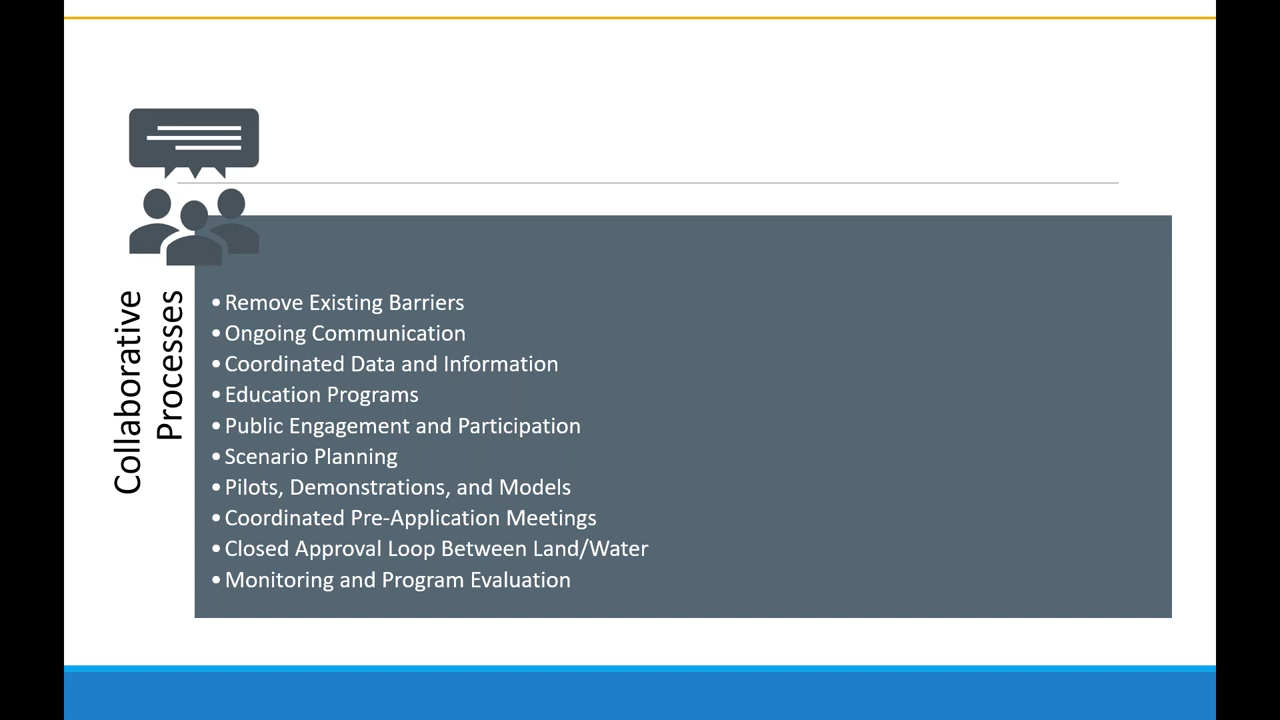 Collaborative
Processes
• Remove Existing Barriers
• Ongoing Communication
• Coordinated Data and Information
• Education Programs
• Public Engagement and Participation
• Scenario Planning
• Pilots, Demonstrations, and Models
• Coordinated Pre-Application Meetings
• Closed Approval Loop Between Land/Water
• Monitoring and Program Evaluation